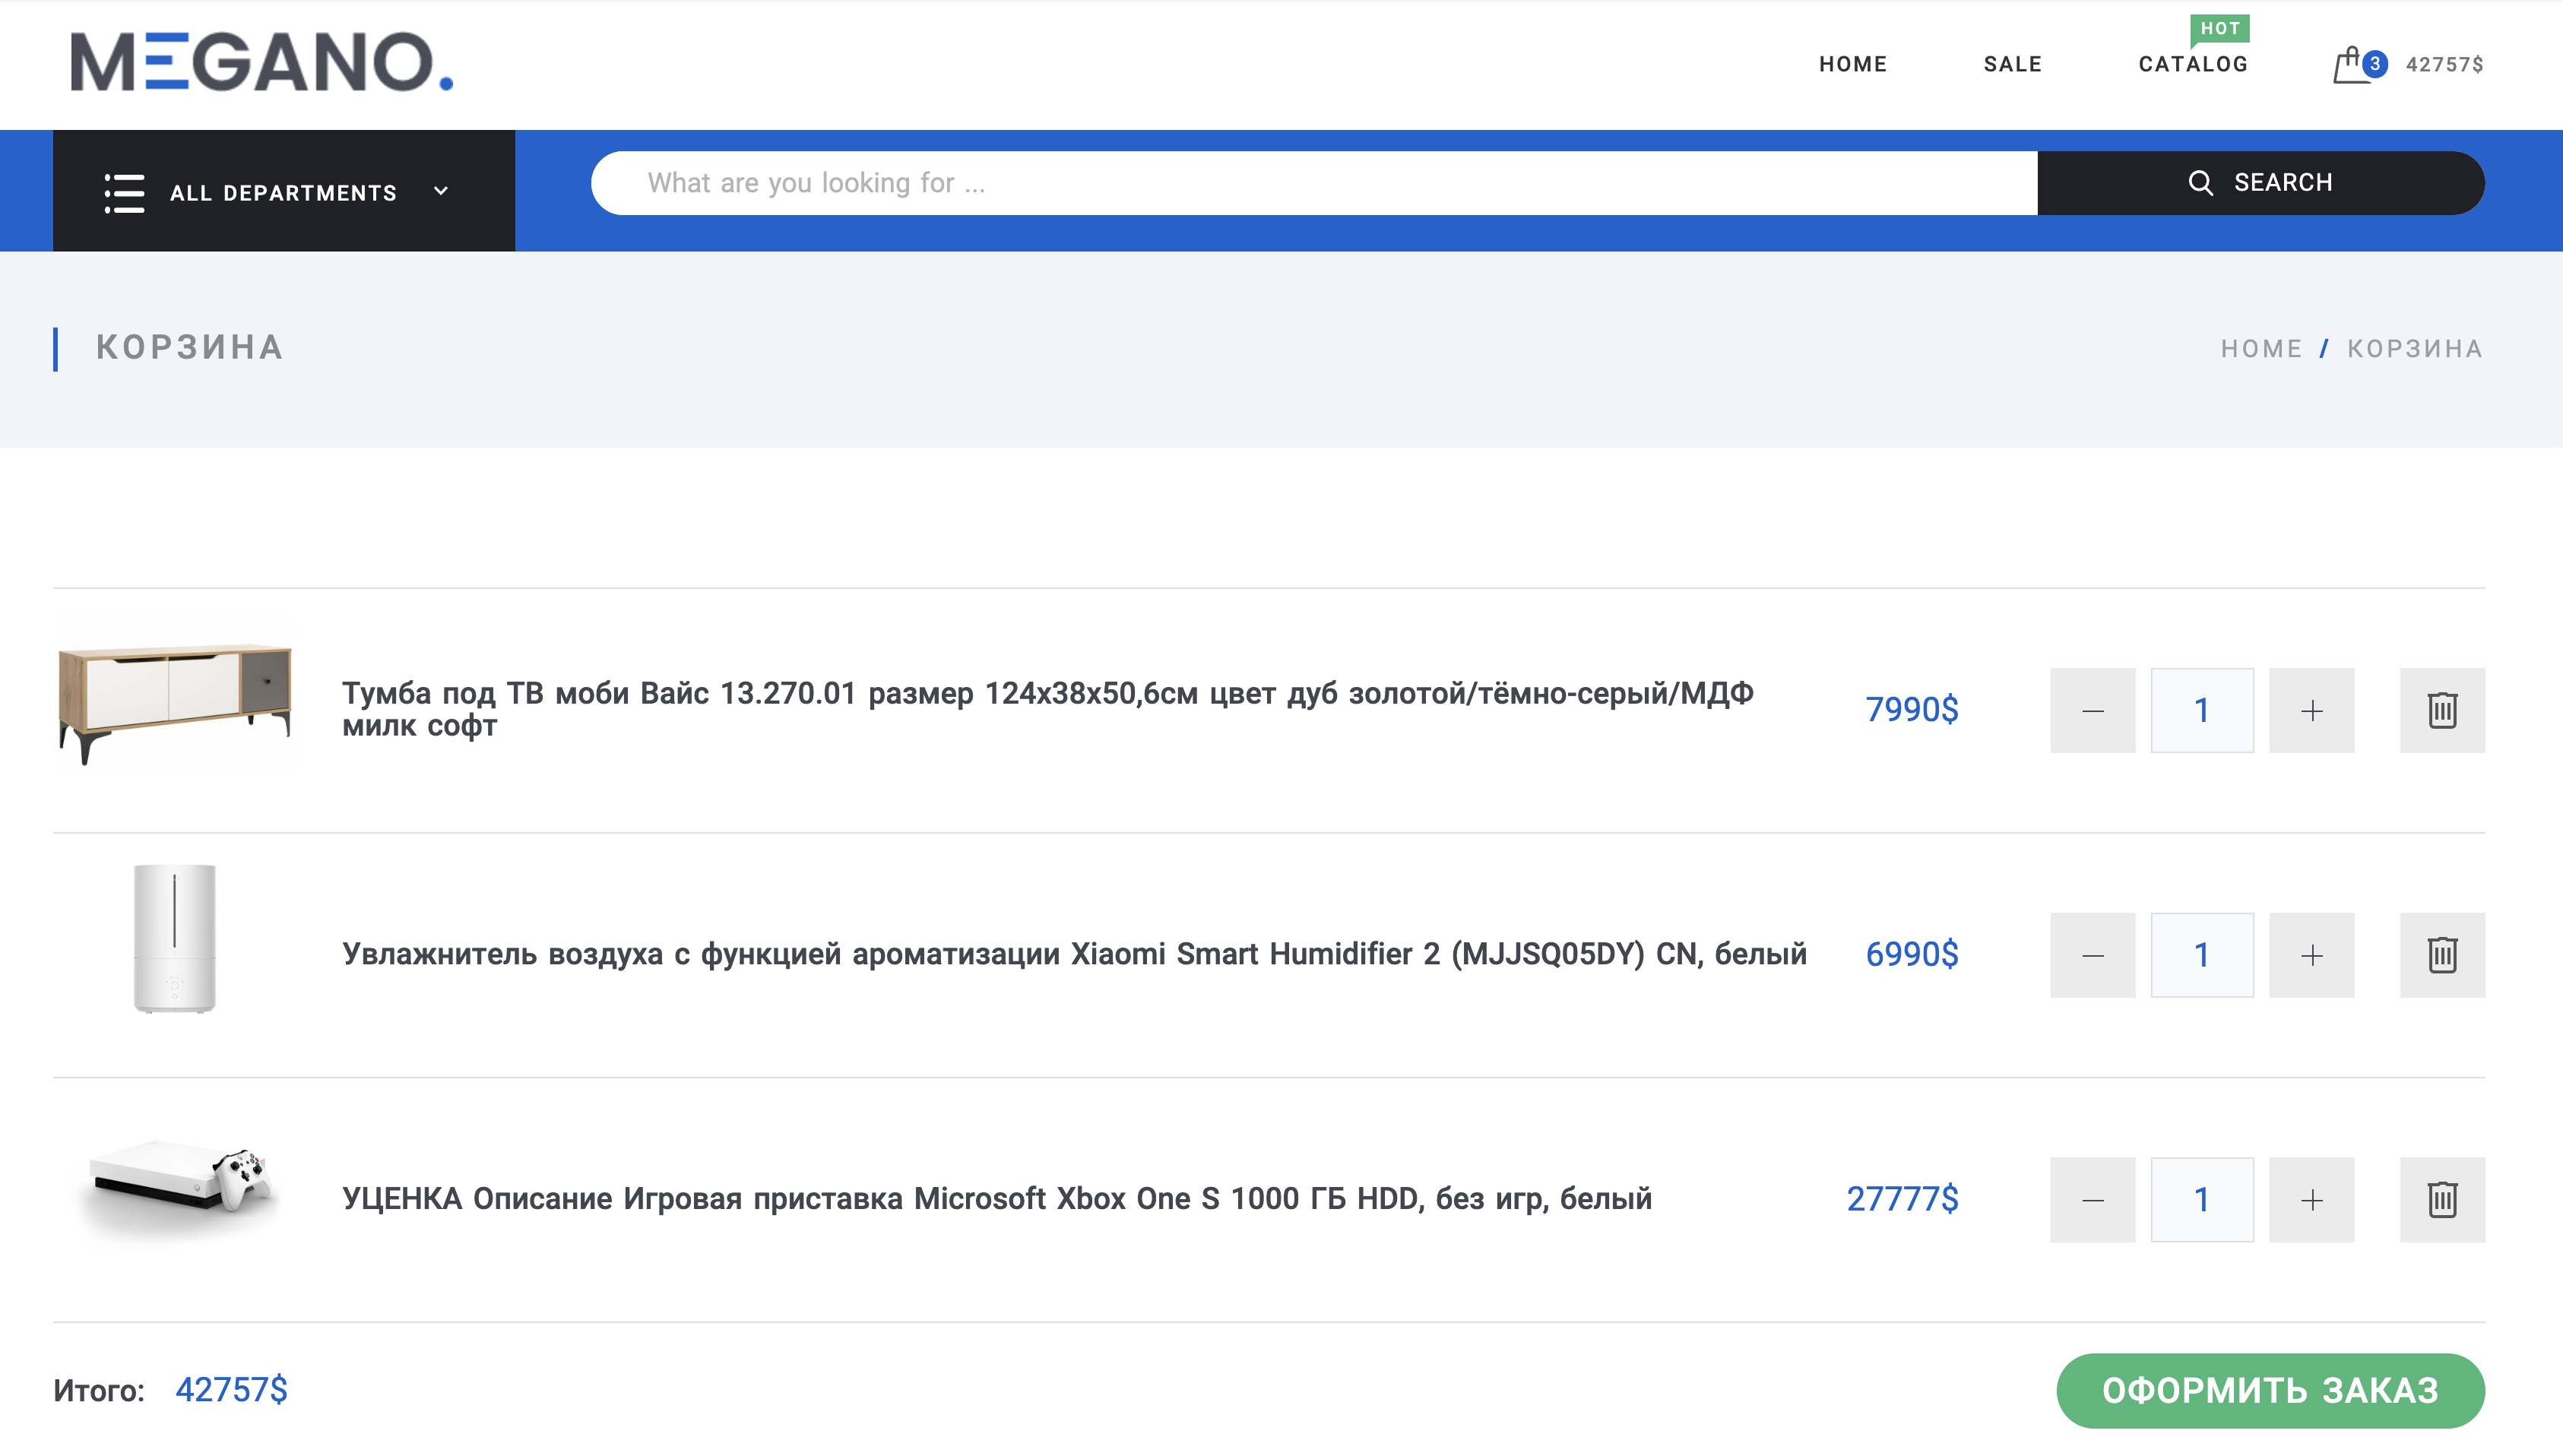 MEGANO.
HOME
SALE
HOT
CATALOG
3
42757$
ALL DEPARTMENTS
What are you looking for ...
SEARCH
КОРЗИНА
HOME / КОРЗИНА
Тумба под ТВ моби Вайс 13.270.01 размер 124х38х50,6см цвет дуб золотой/тёмно-серый/МДФ
милк софт
7990$
1
Увлажнитель воздуха с функцией ароматизации Xiaomi Smart Humidifier 2 (MJJSQ05DY) CN, белый
6990$
1
УЦЕНКА Описание Игровая приставка Microsoft Xbox One S 1000 ГБ HDD, без игр, белый
27777$
1
Итого: 42757$
ОФОРМИТЬ ЗАКАЗ